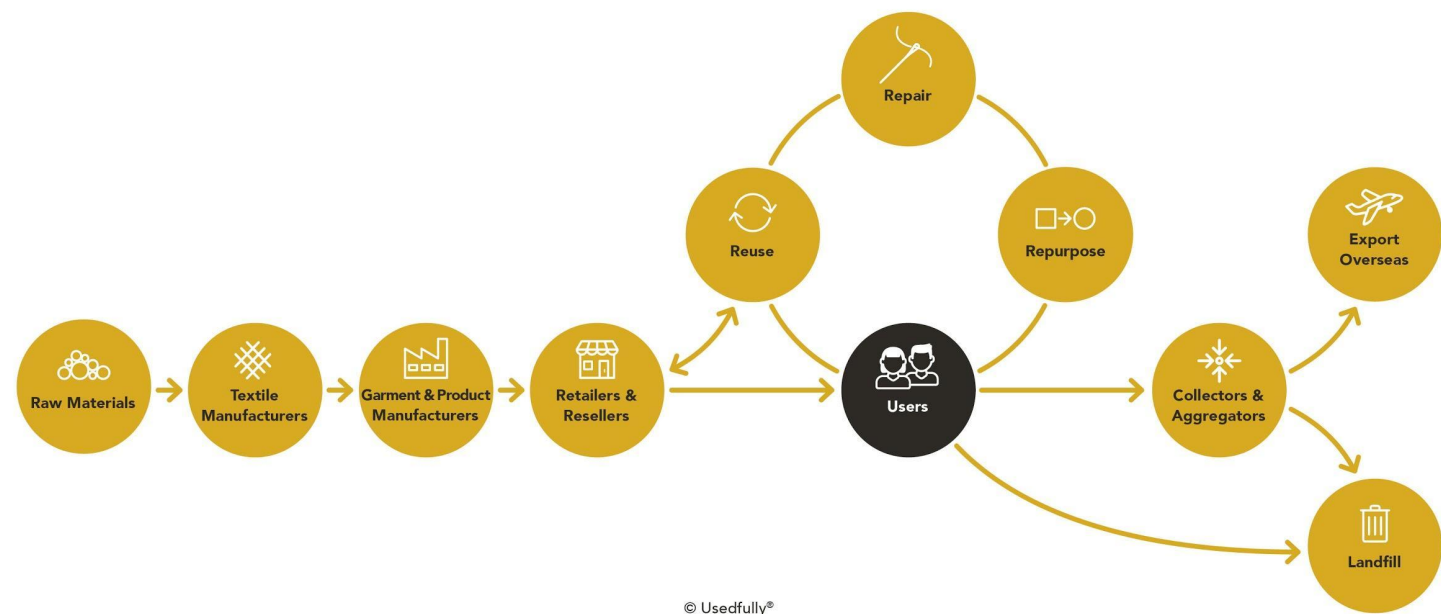 Repair
Reuse
Repurpose
Export
Overseas
Raw Materials
Textile
Manufacturers
Garment & Product
Manufacturers
Retailers &
Resellers
Users
Collectors &
Aggregators
Landfill
© Usedfully®